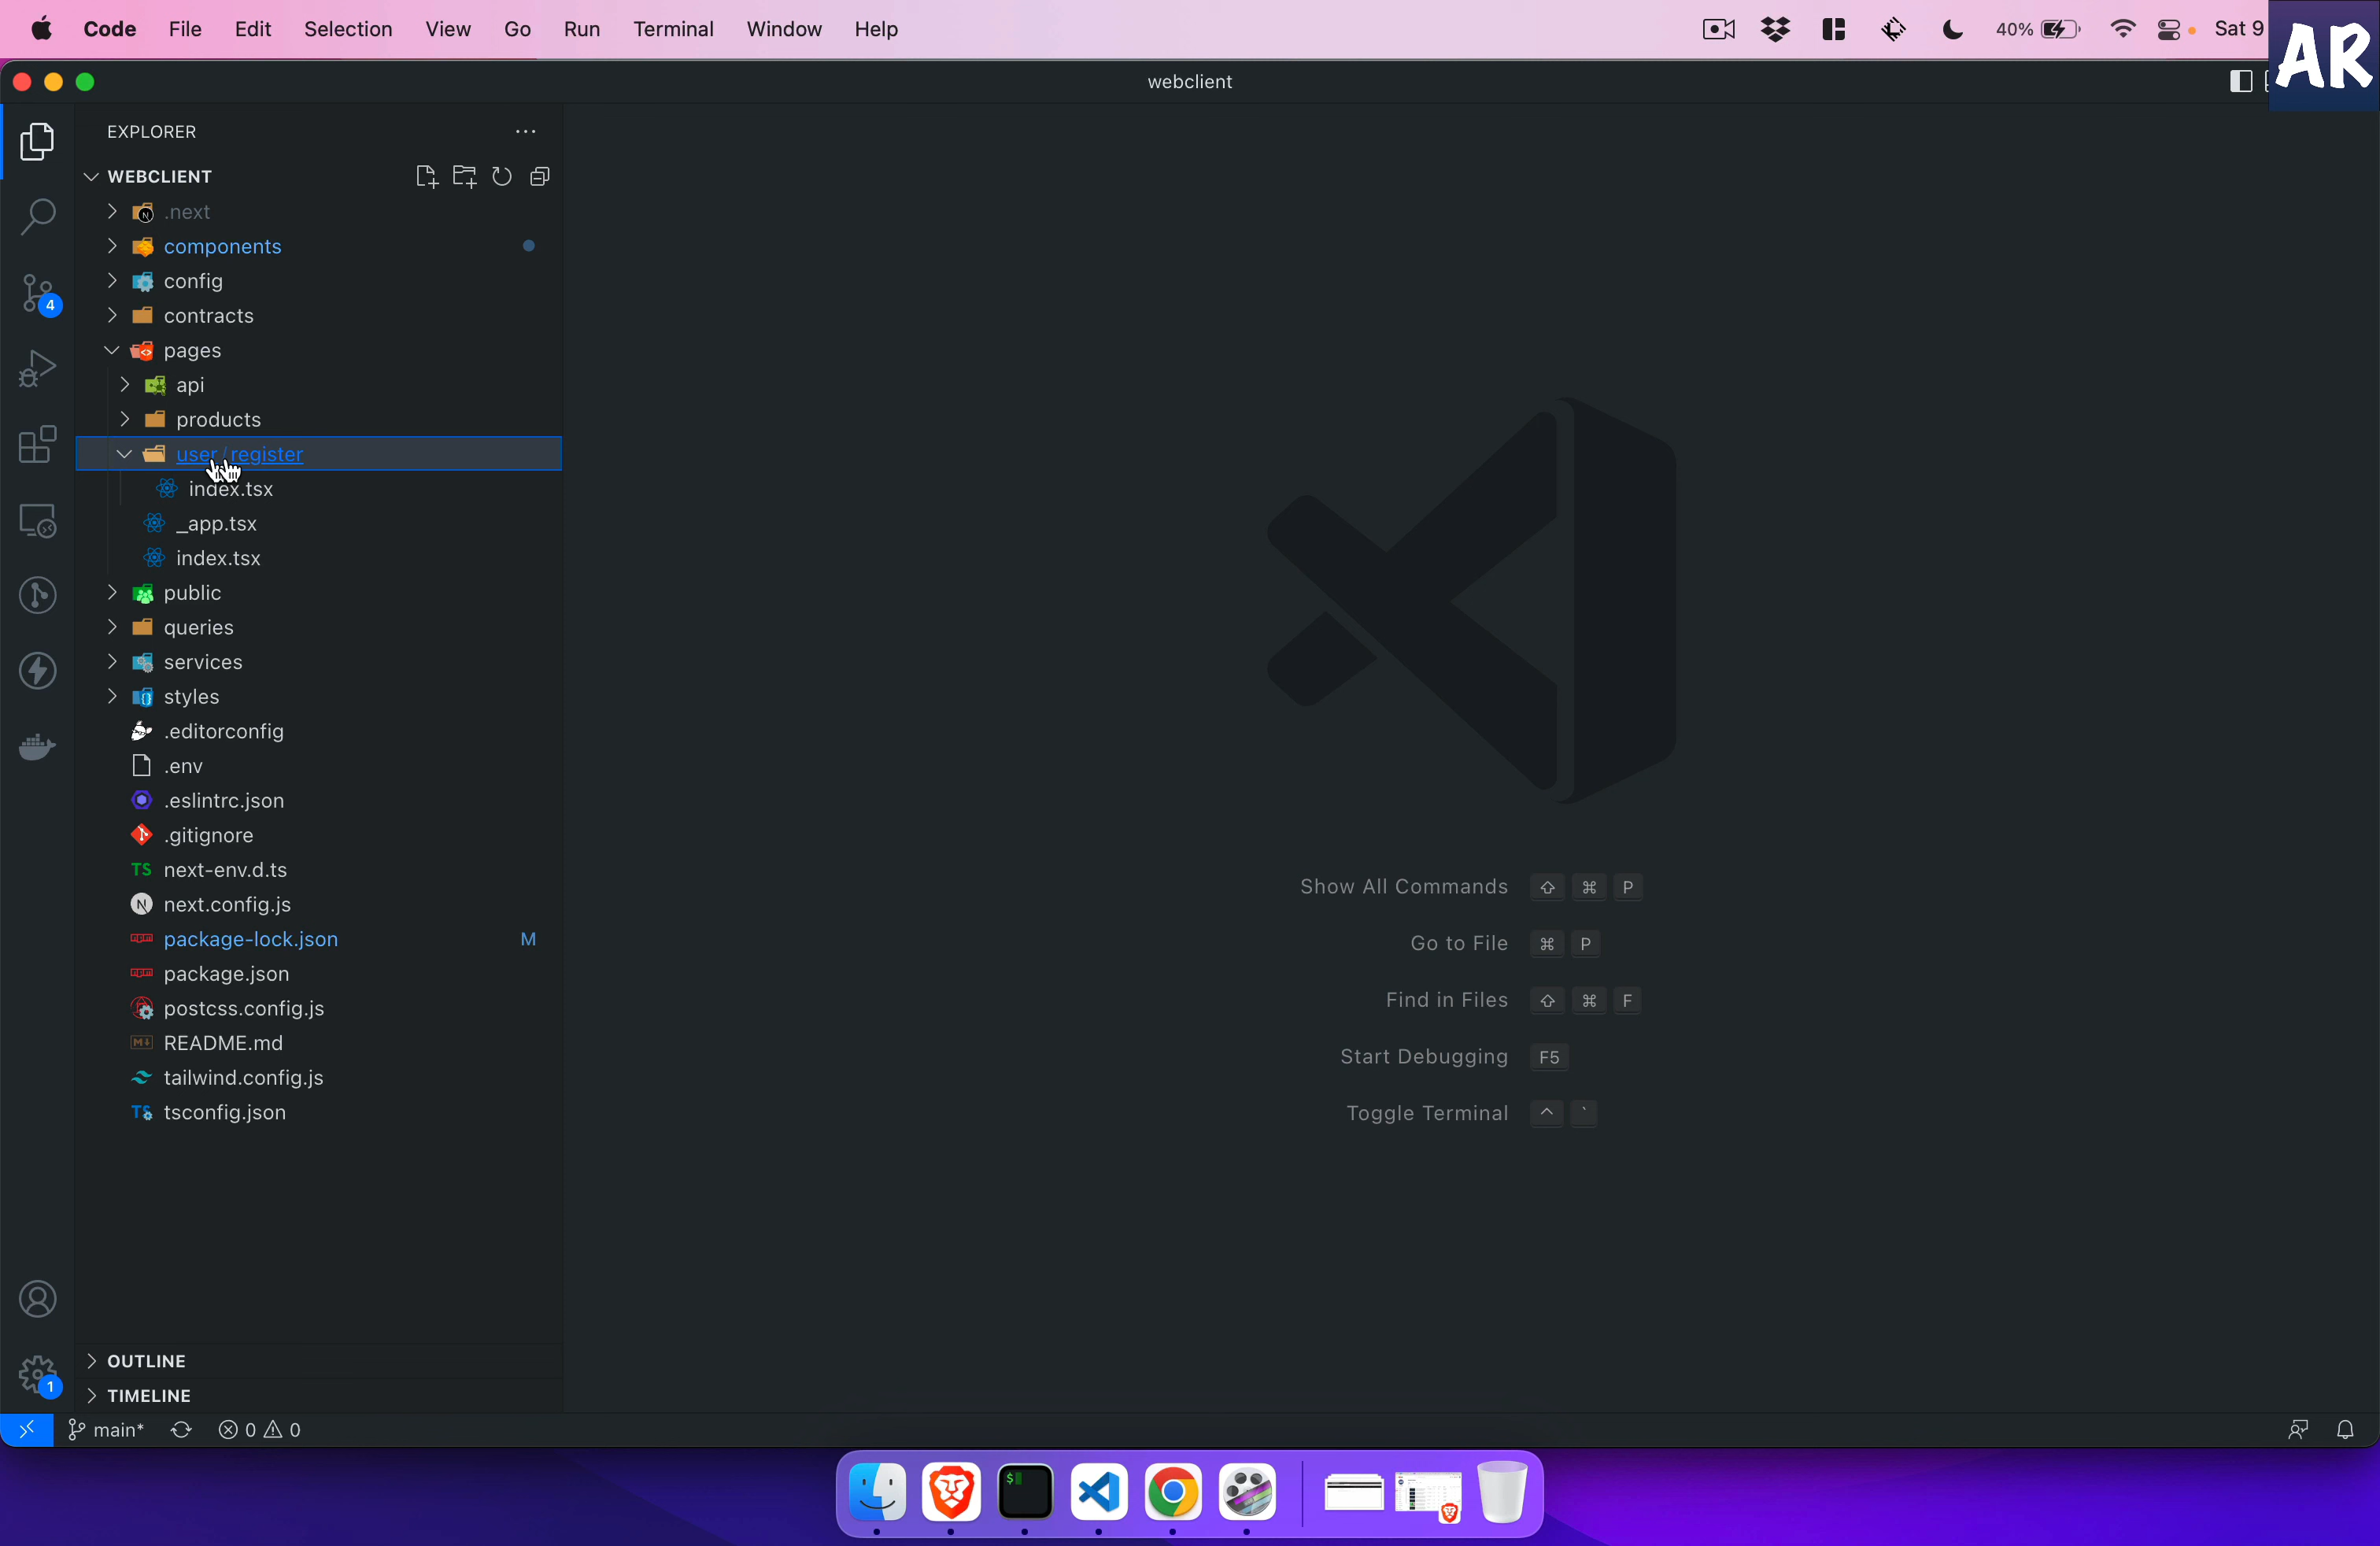 Code File Edit Selection View Go Run Terminal Window Help 40% Sat 9
AR
webclient
EXPLORER
WEBCLIENT
.next
components
config
contracts
pages
api
products
user/register
index.tsx
_app.tsx
index.tsx
public
queries
services
styles
.editorconfig
.env
.eslintrc.json
.gitignore
TS next-env.d.ts
next.config.js
package-lock.json M
package.json
postcss.config.js
README.md
tailwind.config.js
TS tsconfig.json
4
Show All Commands ⇧ ⌘ P
Go to File ⌘ P
Find in Files ⇧ ⌘ F
Start Debugging F5
Toggle Terminal ^ `
OUTLINE
1
TIMELINE
main* 0 0
$